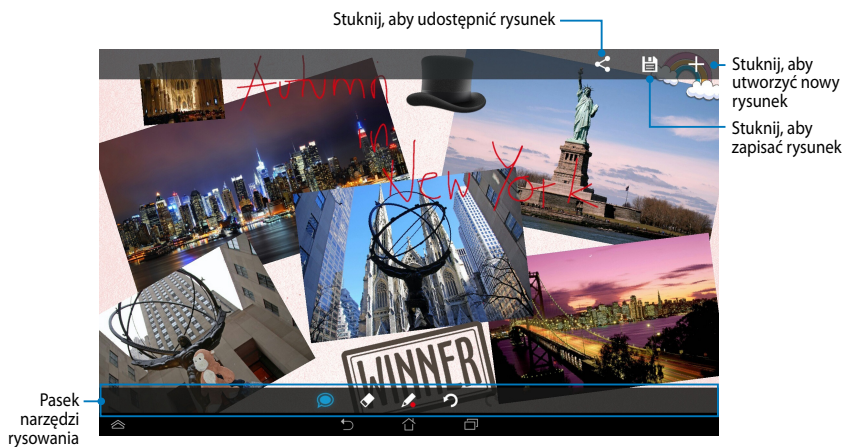 Stuknij, aby udostępnić rysunek
Stuknij, aby
utworzyć nowy
rysunek
Stuknij, aby
zapisać rysunek
Autumn
in
New York
WINNER
Pasek
narzędzi
rysowania